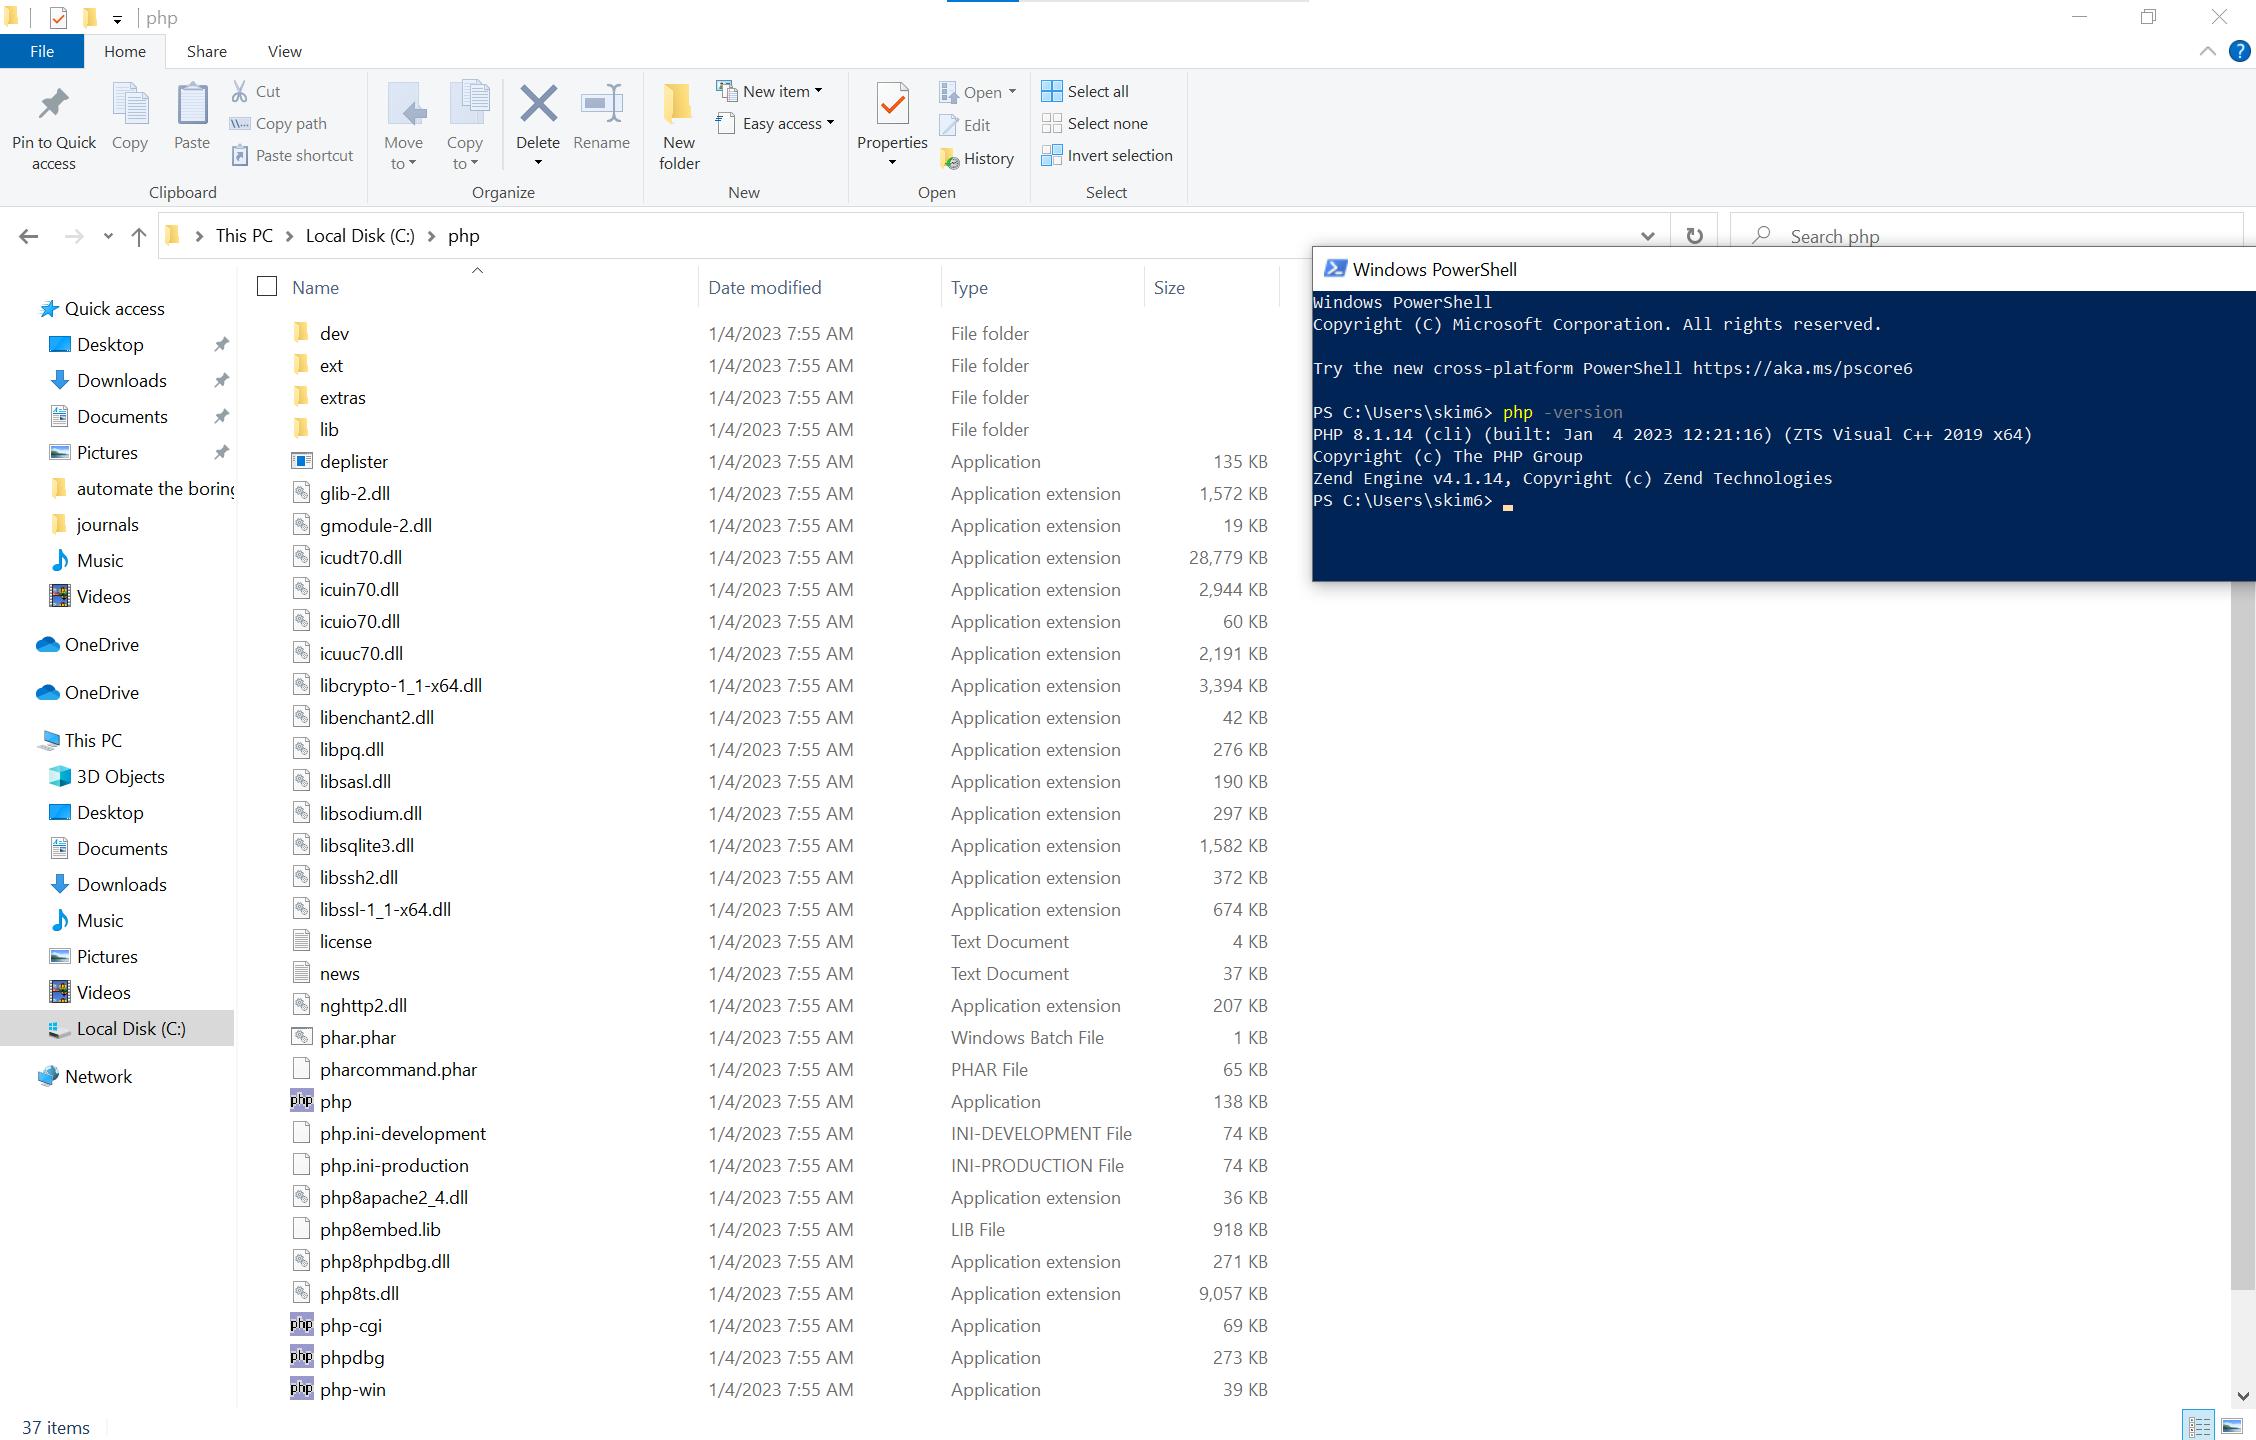 php
File Home Share View
Pin to Quick access
Copy
Paste
Cut
Copy path
Paste shortcut
Clipboard
Move to
Copy to
Delete
Rename
Organize
New folder
New item
Easy access
New
Properties
Open
Edit
History
Open
Select all
Select none
Invert selection
Select
This PC Local Disk (C:) php
Search php
Quick access
Desktop
Downloads
Documents
Pictures
automate the boring
journals
Music
Videos
OneDrive
OneDrive
This PC
3D Objects
Desktop
Documents
Downloads
Music
Pictures
Videos
Local Disk (C:)
Network
Name Date modified Type Size
dev 1/4/2023 7:55 AM File folder
ext 1/4/2023 7:55 AM File folder
extras 1/4/2023 7:55 AM File folder
lib 1/4/2023 7:55 AM File folder
deplister 1/4/2023 7:55 AM Application 135 KB
glib-2.dll 1/4/2023 7:55 AM Application extension 1,572 KB
gmodule-2.dll 1/4/2023 7:55 AM Application extension 19 KB
icudt70.dll 1/4/2023 7:55 AM Application extension 28,779 KB
icuin70.dll 1/4/2023 7:55 AM Application extension 2,944 KB
icuio70.dll 1/4/2023 7:55 AM Application extension 60 KB
icuuc70.dll 1/4/2023 7:55 AM Application extension 2,191 KB
libcrypto-1_1-x64.dll 1/4/2023 7:55 AM Application extension 3,394 KB
libenchant2.dll 1/4/2023 7:55 AM Application extension 42 KB
libpq.dll 1/4/2023 7:55 AM Application extension 276 KB
libsasl.dll 1/4/2023 7:55 AM Application extension 190 KB
libsodium.dll 1/4/2023 7:55 AM Application extension 297 KB
libsqlite3.dll 1/4/2023 7:55 AM Application extension 1,582 KB
libssh2.dll 1/4/2023 7:55 AM Application extension 372 KB
libssl-1_1-x64.dll 1/4/2023 7:55 AM Application extension 674 KB
license 1/4/2023 7:55 AM Text Document 4 KB
news 1/4/2023 7:55 AM Text Document 37 KB
nghttp2.dll 1/4/2023 7:55 AM Application extension 207 KB
phar.phar 1/4/2023 7:55 AM Windows Batch File 1 KB
pharcommand.phar 1/4/2023 7:55 AM PHAR File 65 KB
php php 1/4/2023 7:55 AM Application 138 KB
php.ini-development 1/4/2023 7:55 AM INI-DEVELOPMENT File 74 KB
php.ini-production 1/4/2023 7:55 AM INI-PRODUCTION File 74 KB
php8apache2_4.dll 1/4/2023 7:55 AM Application extension 36 KB
php8embed.lib 1/4/2023 7:55 AM LIB File 918 KB
php8phpdbg.dll 1/4/2023 7:55 AM Application extension 271 KB
php8ts.dll 1/4/2023 7:55 AM Application extension 9,057 KB
php php-cgi 1/4/2023 7:55 AM Application 69 KB
php phpdbg 1/4/2023 7:55 AM Application 273 KB
php php-win 1/4/2023 7:55 AM Application 39 KB
37 items
Windows PowerShell
Windows PowerShell
Copyright (C) Microsoft Corporation. All rights reserved.
Try the new cross-platform PowerShell https://aka.ms/pscore6
PS C:\Users\skim6> php -version
PHP 8.1.14 (cli) (built: Jan  4 2023 12:21:16) (ZTS Visual C++ 2019 x64)
Copyright (c) The PHP Group
Zend Engine v4.1.14, Copyright (c) Zend Technologies
PS C:\Users\skim6>